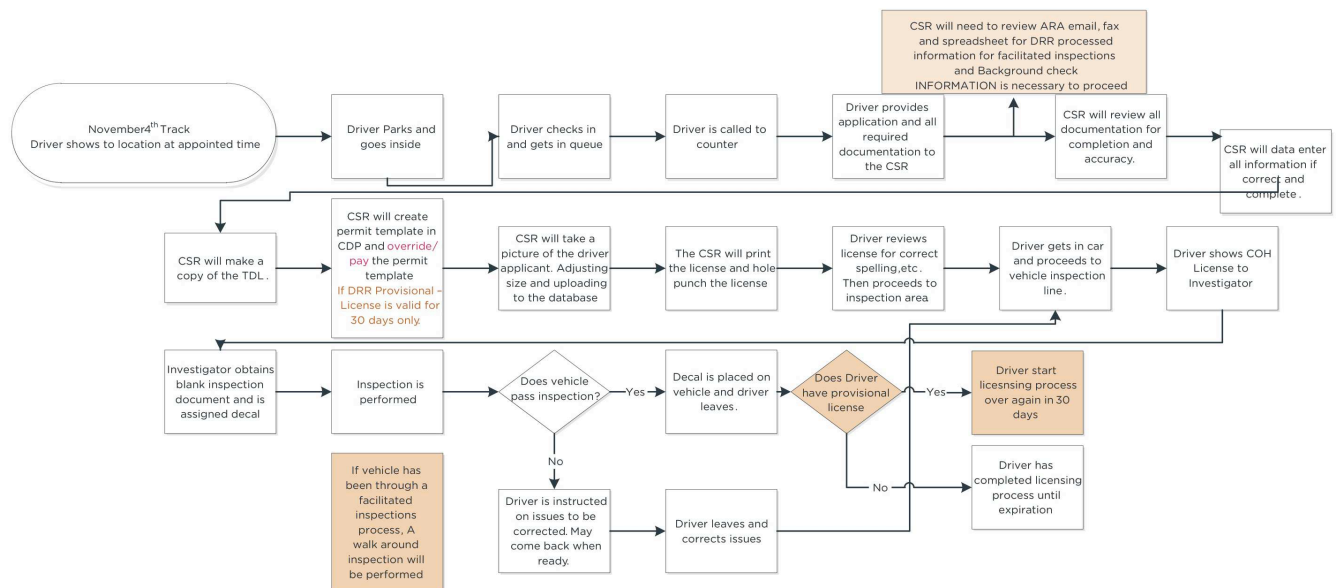 CSR will need to review ARA email, fax
and spreadsheet for DRR processed
information for facilitated inspections
and Background check
INFORMATION is necessary to proceed
November4th Track
Driver shows to location at appointed time
Driver Parks and
goes inside
Driver checks in
and gets in queue
Driver is called to
counter
Driver provides
application and all
required
documentation to
the CSR
CSR will review all
documentation for
completion and
accuracy.
CSR will data enter
all information if
correct and
complete .
CSR will make a
copy of the TDL .
CSR will create
permit template in
CDP and override/
pay the permit
template
If DRR Provisional –
License is valid for
30 days only.
CSR will take a
picture of the driver
applicant. Adjusting
size and uploading
to the database
The CSR will print
the license and hole
punch the license
Driver reviews
license for correct
spelling,etc.
Then proceeds to
inspection area
Driver gets in car
and proceeds to
vehicle inspection
line .
Driver shows COH
License to
Investigator
Investigator obtains
blank inspection
document and is
assigned decal
Inspection is
performed
Does vehicle
pass inspection?
Yes
Decal is placed on
vehicle and driver
leaves .
Does Driver
have provisional
license
Yes
Driver start
licesnsing process
over again in 30
days
No
No
Driver has
completed licensing
process until
expiration
If vehicle has
been through a
facilitated
inspections
process, A
walk around
inspection will
be performed
Driver is instructed
on issues to be
corrected. May
come back when
ready.
Driver leaves and
corrects issues